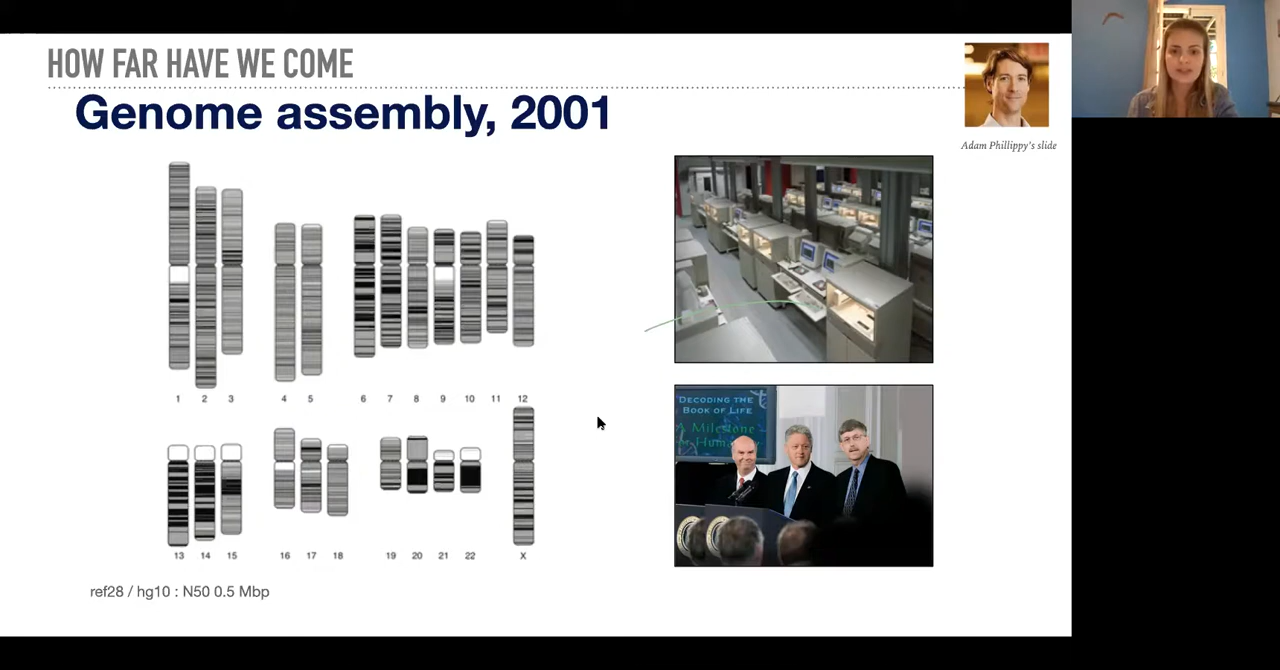 HOW FAR HAVE WE COME
Genome assembly, 2001
Adam Phillippy's slide
1 2 3 4 5 6 7 8 9 10 11 12
DECODING THE
BOOK OF LIFE
A Milestone
13 14 15 16 17 18 19 20 21 22 X
ref28 / hg10 : N50 0.5 Mbp